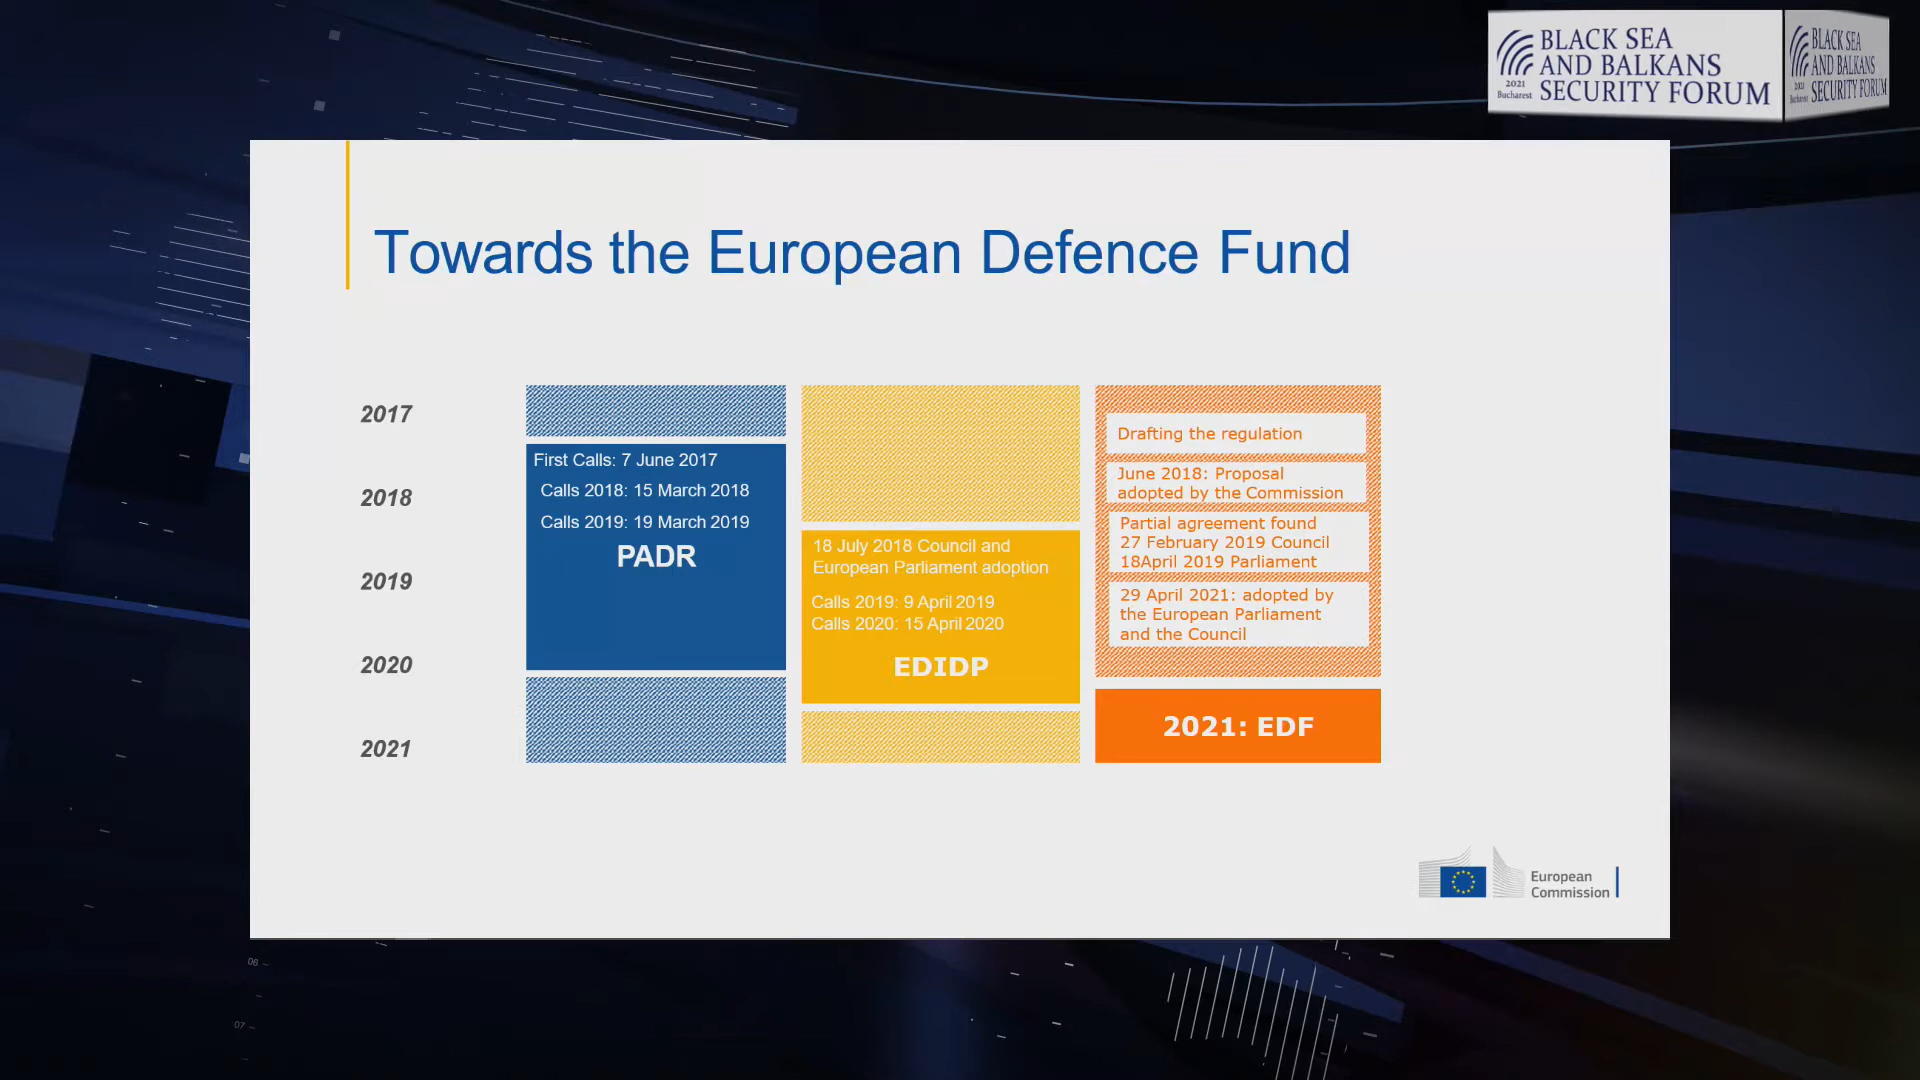 BLACK SEA
AND BALKANS
SECURITY FORUM
2021
Bucharest
BLACK SEA
AND BALKANS
SECURITY FORUM
2021
Bucharest
Towards the European Defence Fund
2017
2018
2019
2020
2021
First Calls: 7 June 2017
Calls 2018: 15 March 2018
Calls 2019: 19 March 2019
PADR
18 July 2018 Council and
European Parliament adoption
Calls 2019: 9 April 2019
Calls 2020: 15 April 2020
EDIDP
Drafting the regulation
June 2018: Proposal
adopted by the Commission
Partial agreement found
27 February 2019 Council
18April 2019 Parliament
29 April 2021: adopted by
the European Parliament
and the Council
2021: EDF
European
Commission
06
07